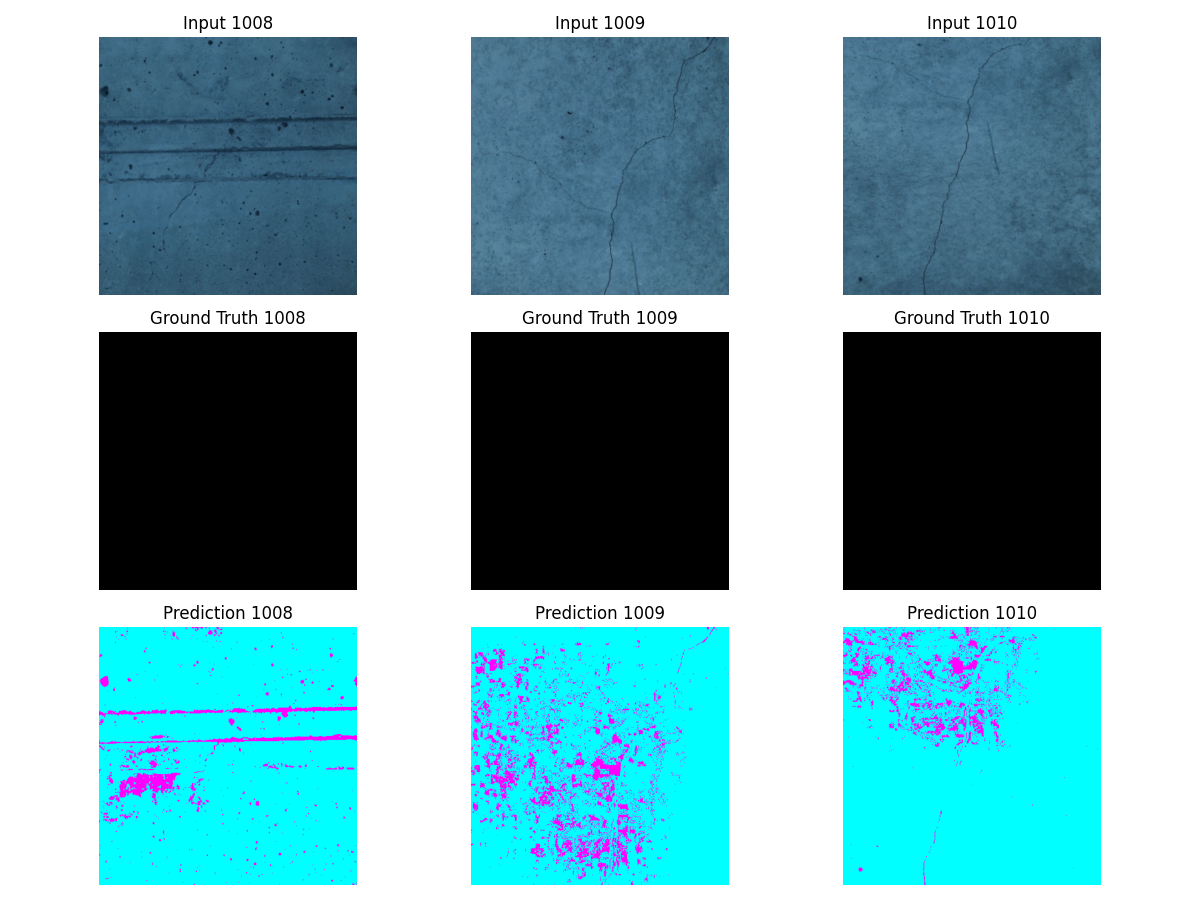 Input 1008
Input 1009
Input 1010
Ground Truth 1008
Ground Truth 1009
Ground Truth 1010
Prediction 1008
Prediction 1009
Prediction 1010